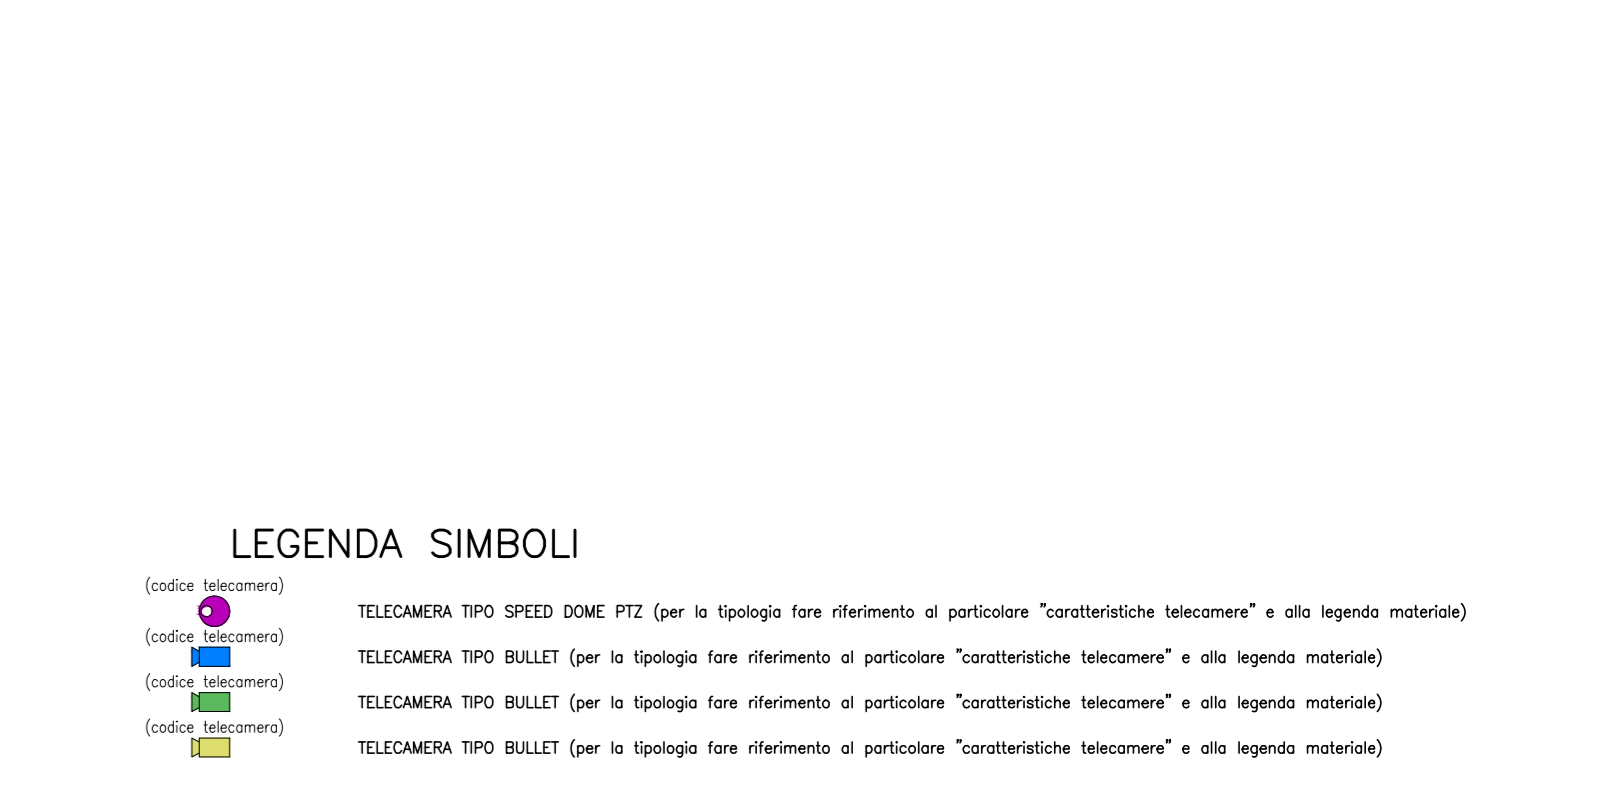 LEGENDA SIMBOLI
(codice telecamera)
TELECAMERA TIPO SPEED DOME PTZ (per la tipologia fare riferimento al particolare "caratteristiche telecamere" e alla legenda materiale)
(codice telecamera)
TELECAMERA TIPO BULLET (per la tipologia fare riferimento al particolare "caratteristiche telecamere" e alla legenda materiale)
(codice telecamera)
TELECAMERA TIPO BULLET (per la tipologia fare riferimento al particolare "caratteristiche telecamere" e alla legenda materiale)
(codice telecamera)
TELECAMERA TIPO BULLET (per la tipologia fare riferimento al particolare "caratteristiche telecamere" e alla legenda materiale)